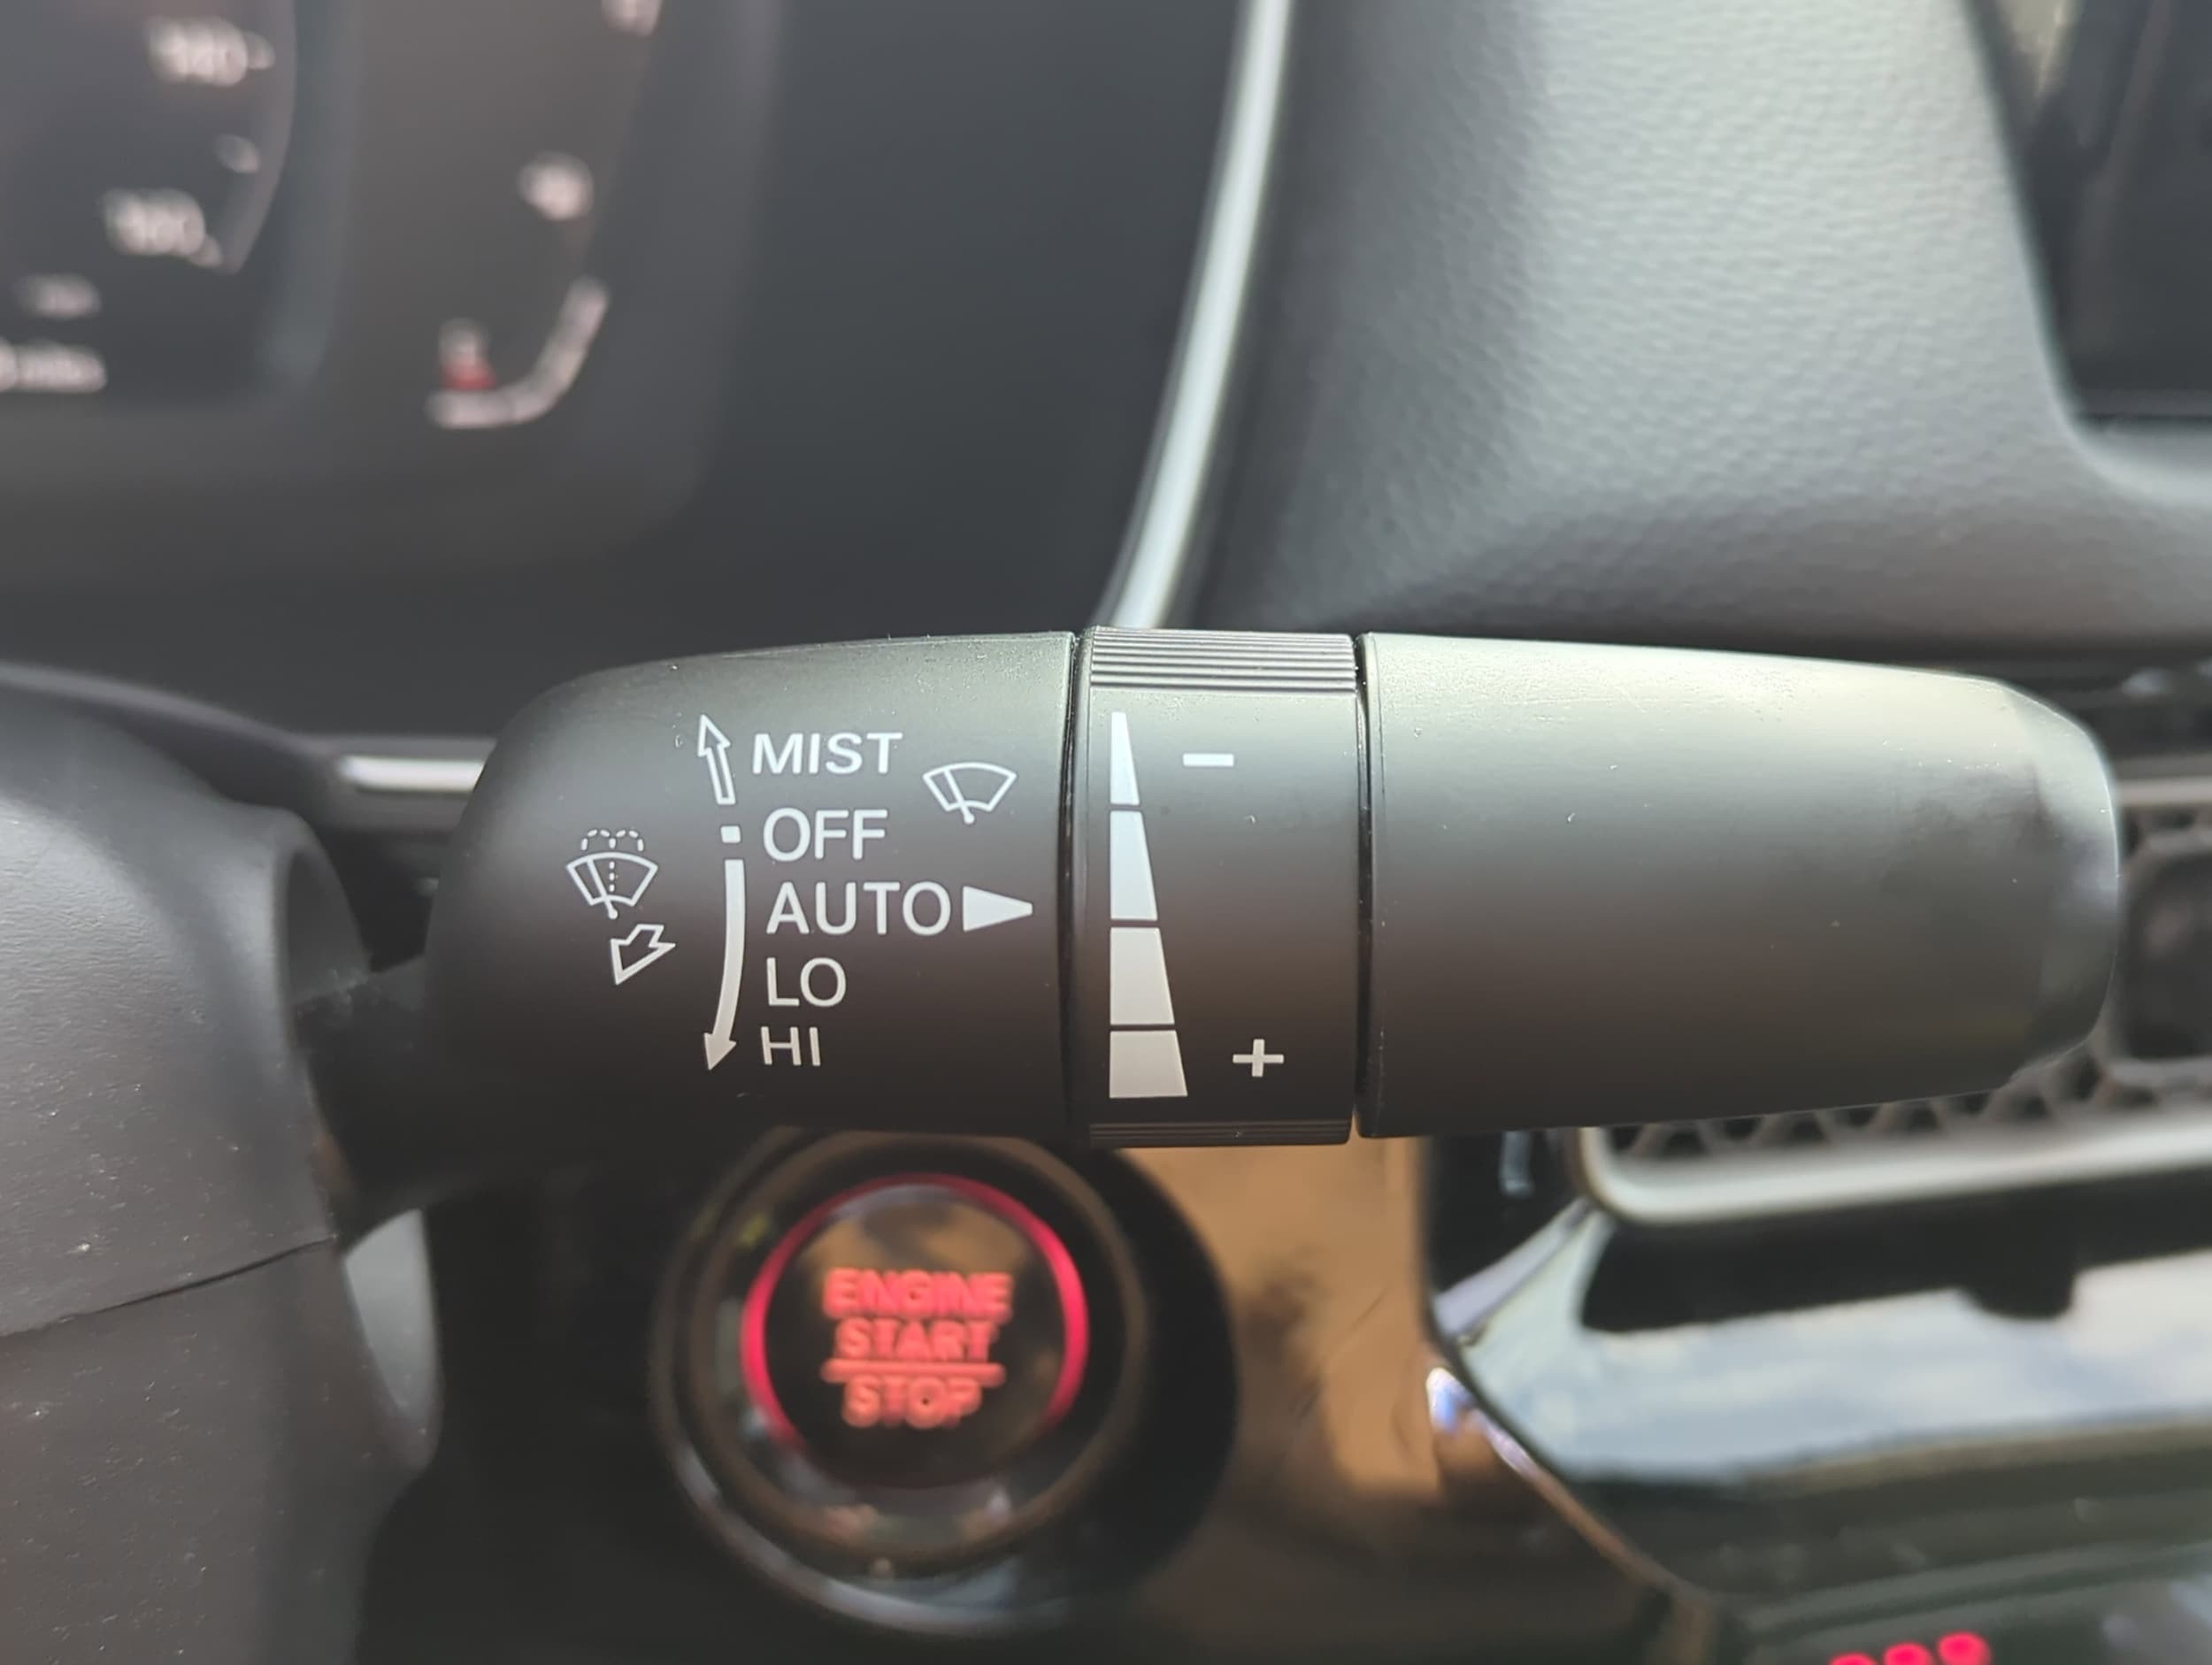 MIST
OFF
AUTO
LO
HI
−
+
ENGINE
START
STOP